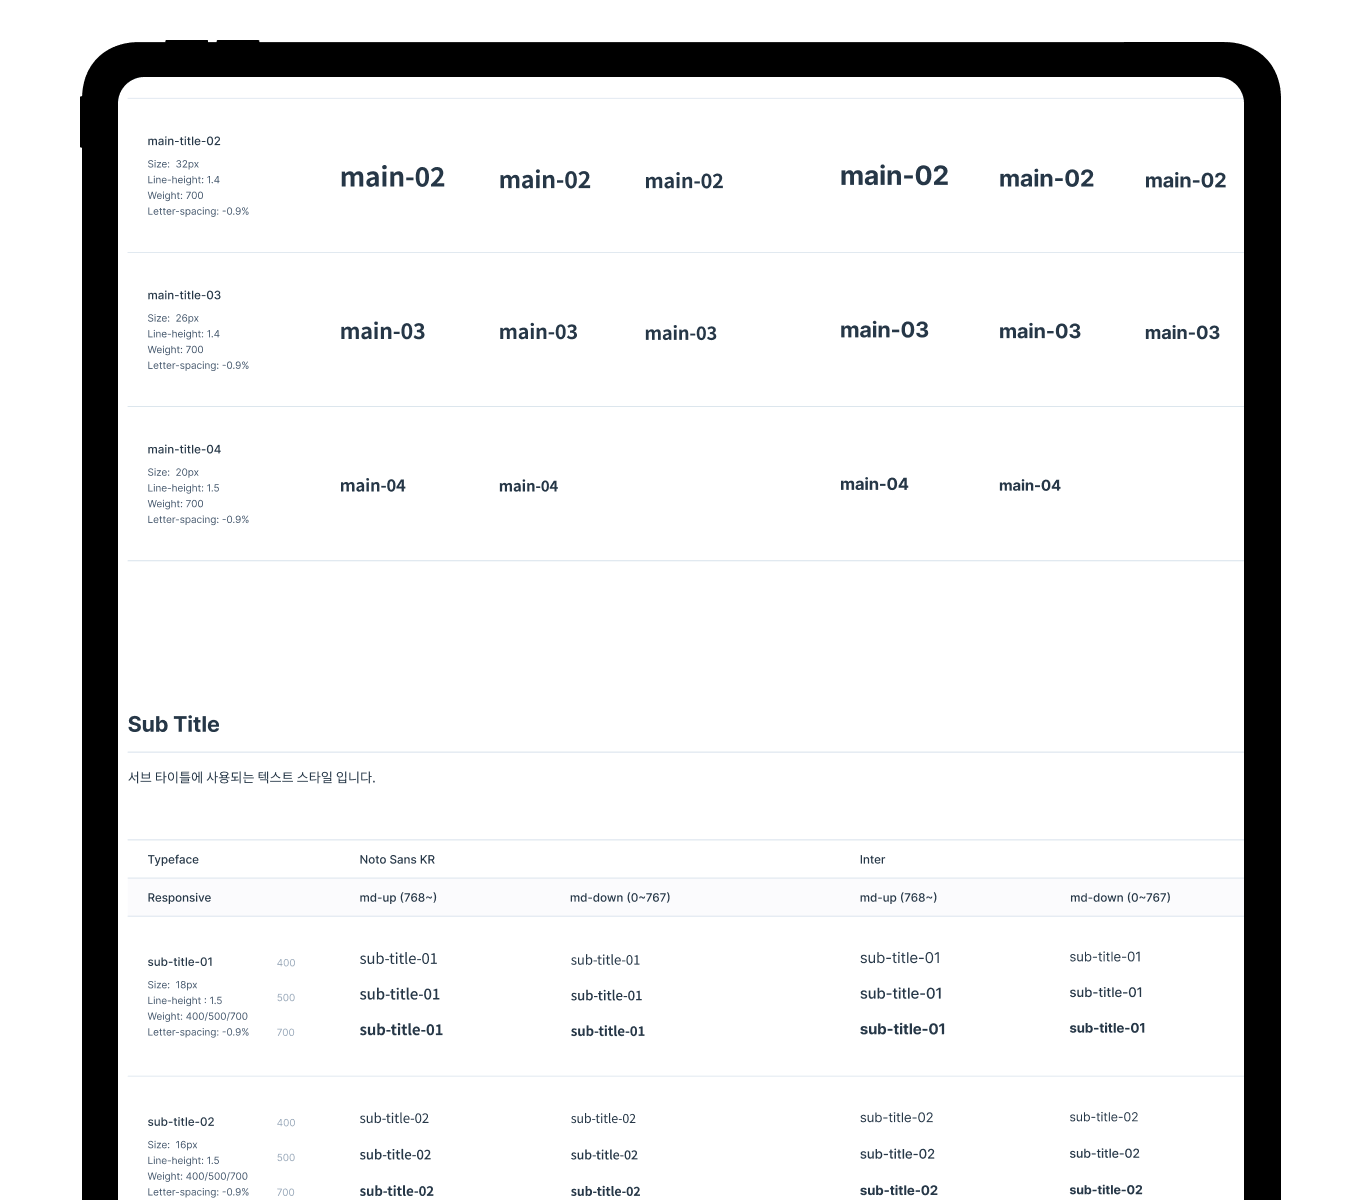 main-title-02
Size:  32px
Line-height: 1.4
Weight: 700
Letter-spacing: -0.9%
main-02 main-02 main-02 main-02 main-02 main-02
main-title-03
Size:  26px
Line-height: 1.4
Weight: 700
Letter-spacing: -0.9%
main-03 main-03 main-03 main-03 main-03 main-03
main-title-04
Size:  20px
Line-height: 1.5
Weight: 700
Letter-spacing: -0.9%
main-04 main-04 main-04 main-04
Sub Title
서브 타이틀에 사용되는 텍스트 스타일 입니다.
Typeface Noto Sans KR Inter
Responsive md-up (768~) md-down (0~767) md-up (768~) md-down (0~767)
sub-title-01
Size:  18px
Line-height : 1.5
Weight: 400/500/700
Letter-spacing: -0.9%
400 sub-title-01 sub-title-01 sub-title-01 sub-title-01
500 sub-title-01 sub-title-01 sub-title-01 sub-title-01
700 sub-title-01 sub-title-01 sub-title-01 sub-title-01
sub-title-02
Size:  16px
Line-height: 1.5
Weight: 400/500/700
Letter-spacing: -0.9%
400 sub-title-02 sub-title-02 sub-title-02 sub-title-02
500 sub-title-02 sub-title-02 sub-title-02 sub-title-02
700 sub-title-02 sub-title-02 sub-title-02 sub-title-02